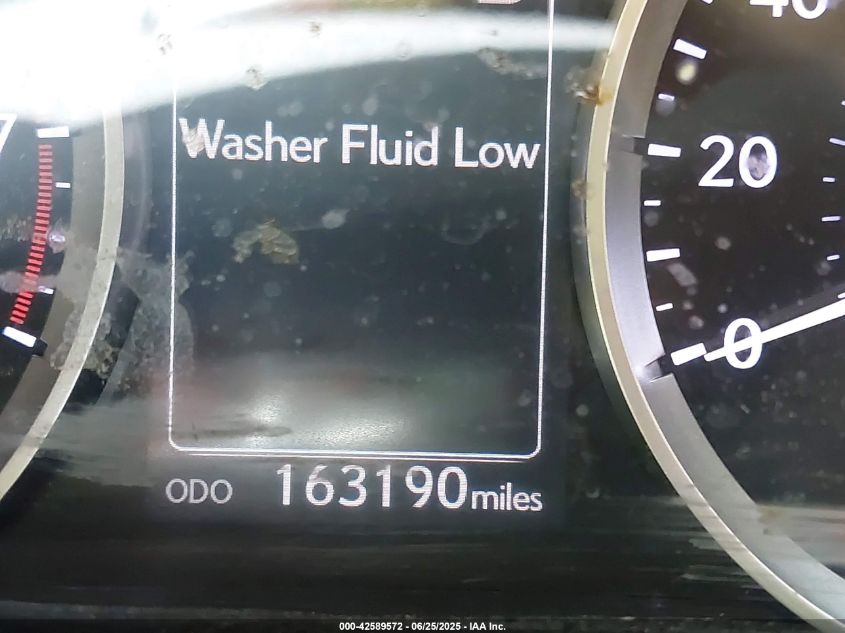 Washer Fluid Low
20
0
ODO 163190 miles
000-42589572 - 06/25/2025 - IAA Inc.